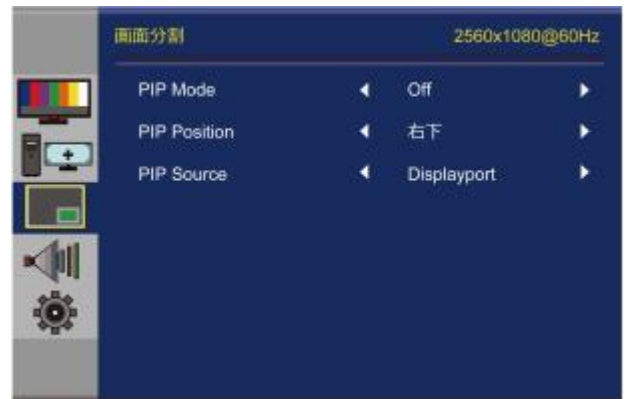 画面分割 2560x1080@60Hz
PIP Mode Off
PIP Position 右下
PIP Source Displayport